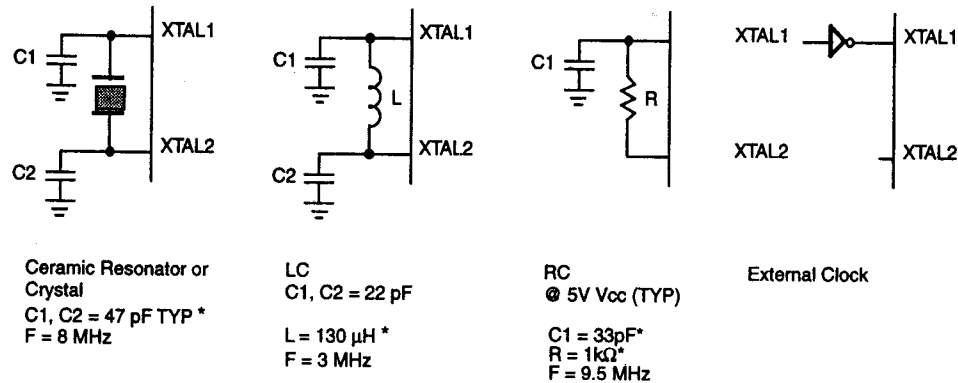 XTAL1
C1
XTAL2
C2
Ceramic Resonator or
Crystal
C1, C2 = 47 pF TYP *
F = 8 MHz
XTAL1
C1
L
XTAL2
C2
LC
C1, C2 = 22 pF
L = 130 µH *
F = 3 MHz
C1
R
RC
@ 5V Vcc (TYP)
C1 = 33pF*
R = 1kΩ*
F = 9.5 MHz
XTAL1
XTAL1
XTAL2
XTAL2
External Clock